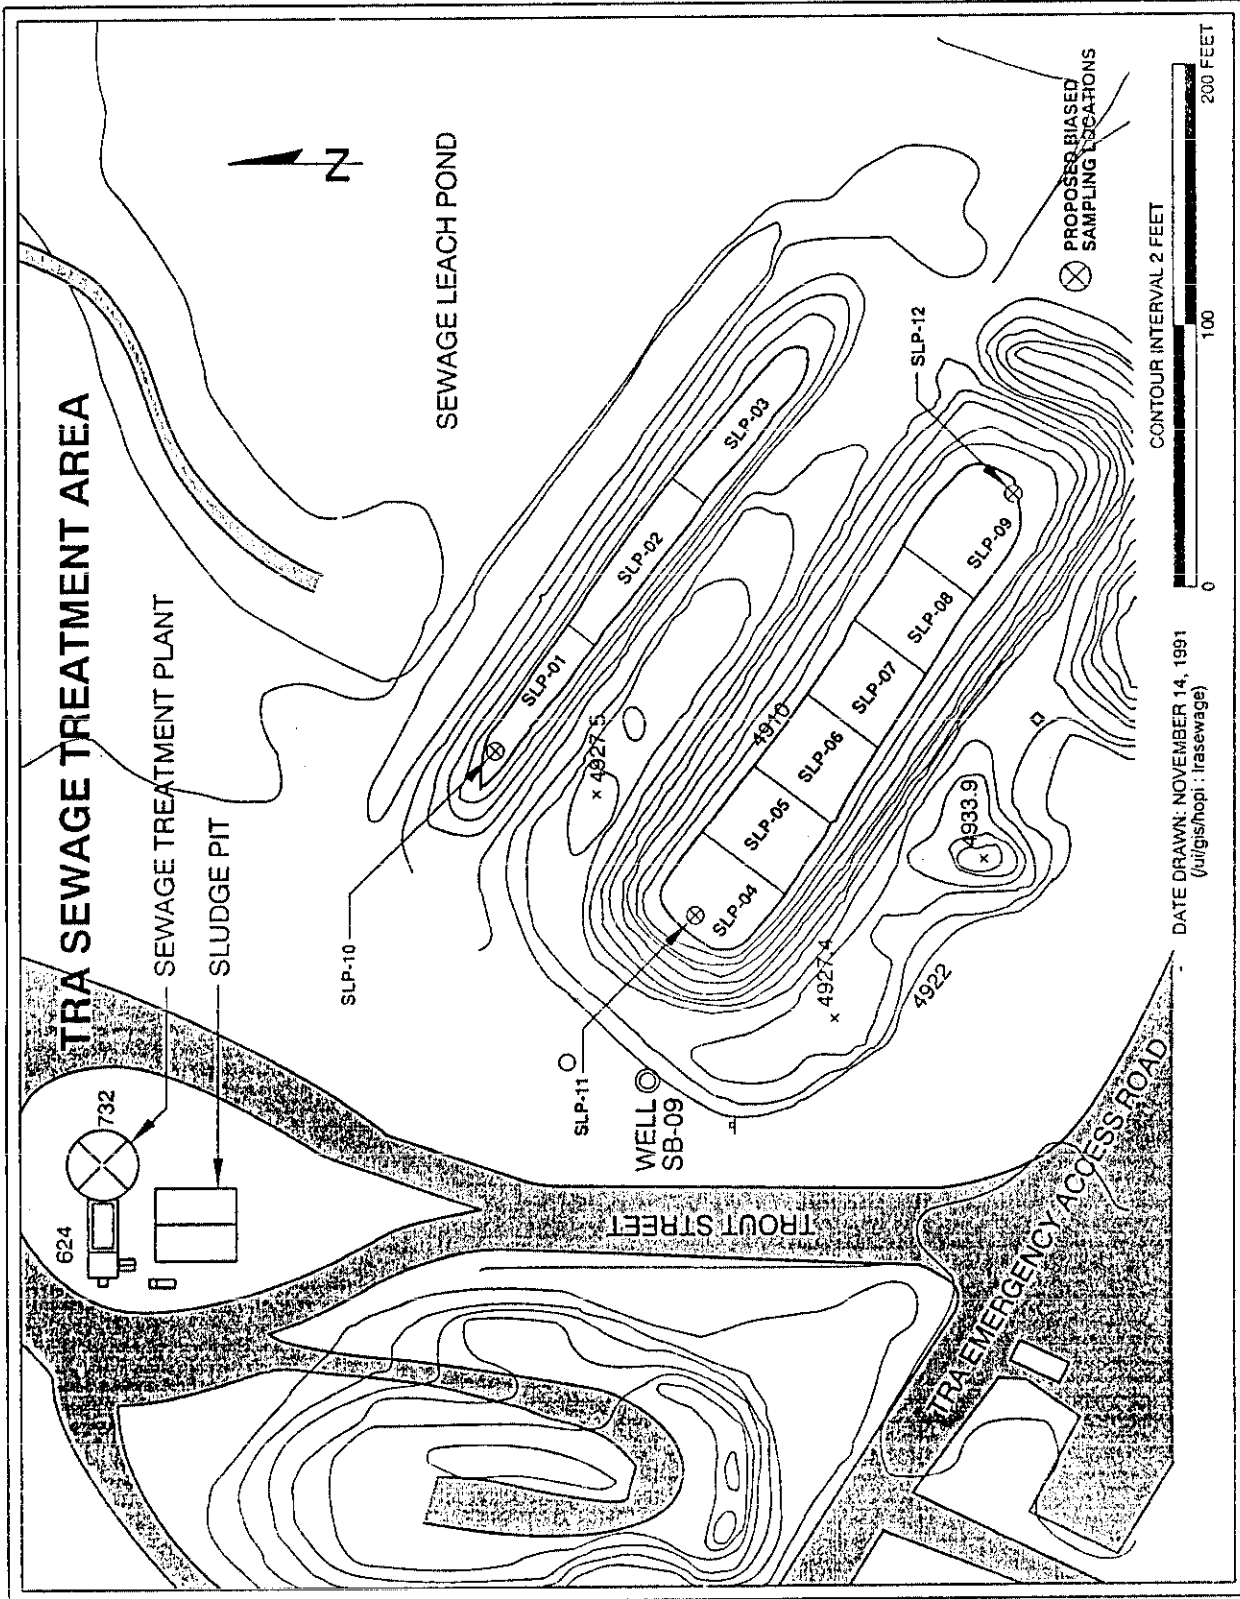 TRA SEWAGE TREATMENT AREA
SEWAGE TREATMENT PLANT
SLUDGE PIT
624
732
N
SEWAGE LEACH POND
SLP-10
SLP-01
SLP-02
SLP-03
4927.5
SLP-11
WELL
SB-09
SLP-04
SLP-05
SLP-06
SLP-07
SLP-08
SLP-09
4910
SLP-12
4927.4
4922
4933.9
TROUT STREET
TRA EMERGENCY ACCESS ROAD
PROPOSED BIASED
SAMPLING LOCATIONS
CONTOUR INTERVAL 2 FEET
0 100 200 FEET
DATE DRAWN: NOVEMBER 14, 1991
(/ui/gis/hopi : trasewage)